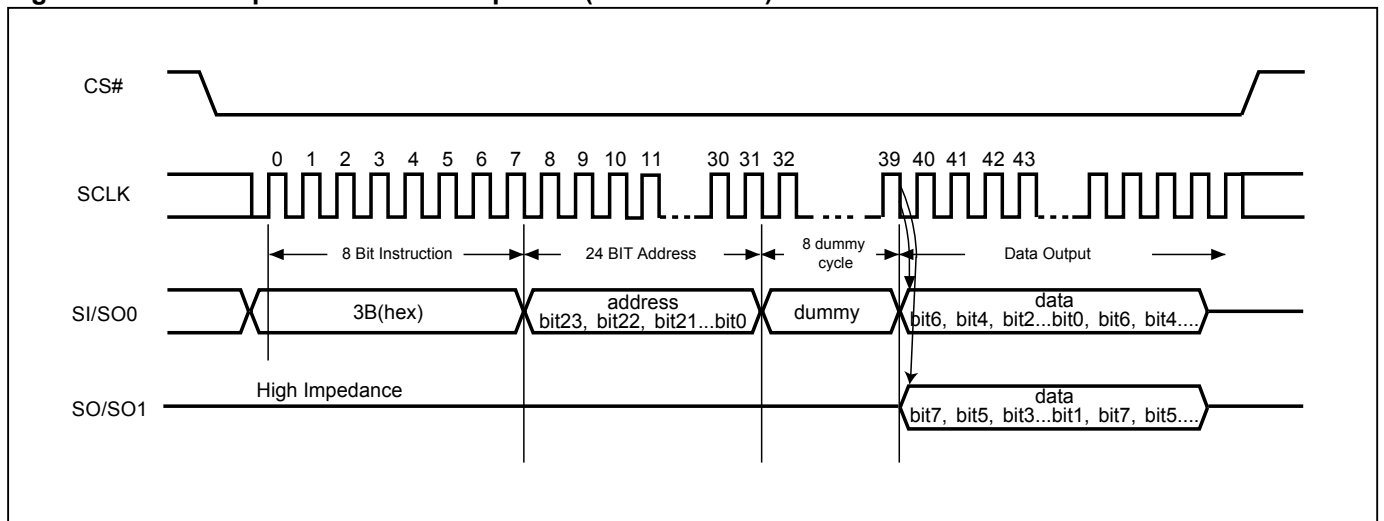 CS#
0 1 2 3 4 5 6 7 8 9 10 11 30 31 32 39 40 41 42 43
SCLK
8 Bit Instruction 24 BIT Address 8 dummy cycle Data Output
SI/SO0
3B(hex)
address
bit23, bit22, bit21...bit0
dummy
data
bit6, bit4, bit2...bit0, bit6, bit4....
High Impedance
SO/SO1
data
bit7, bit5, bit3...bit1, bit7, bit5....